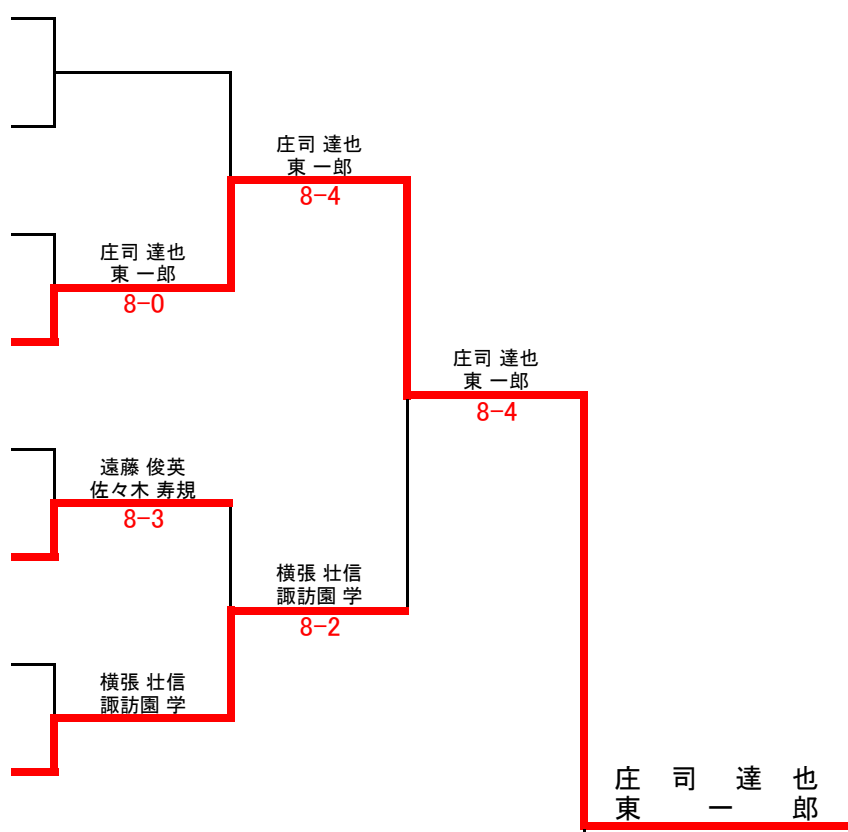 庄司 達也
東 一郎
8-4
庄司 達也
東 一郎
8-0
庄司 達也
東 一郎
8-4
遠藤 俊英
佐々木 寿規
8-3
横張 壮信
諏訪園 学
8-2
横張 壮信
諏訪園 学
庄 司 達 也
東 一 郎